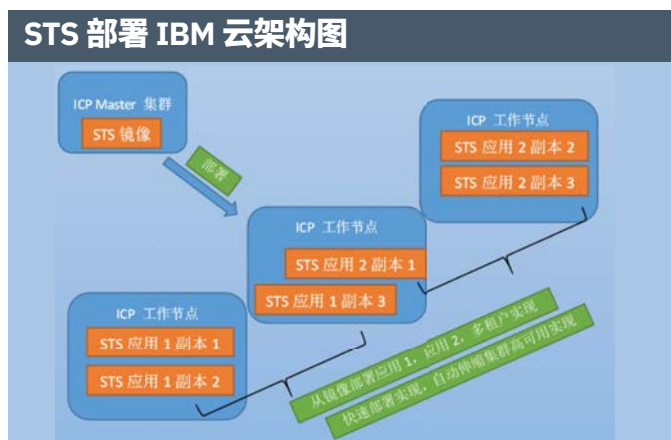 STS 部署 IBM 云架构图
ICP Master 集群
STS 镜像
部署
ICP 工作节点
STS 应用 2 副本 2
STS 应用 2 副本 3
ICP 工作节点
STS 应用 2 副本 1
STS 应用 1 副本 3
ICP 工作节点
STS 应用 1 副本 1
STS 应用 1 副本 2
从镜像部署应用 1，应用 2，多租户实现
快速部署实现，自动伸缩集群高可用实现